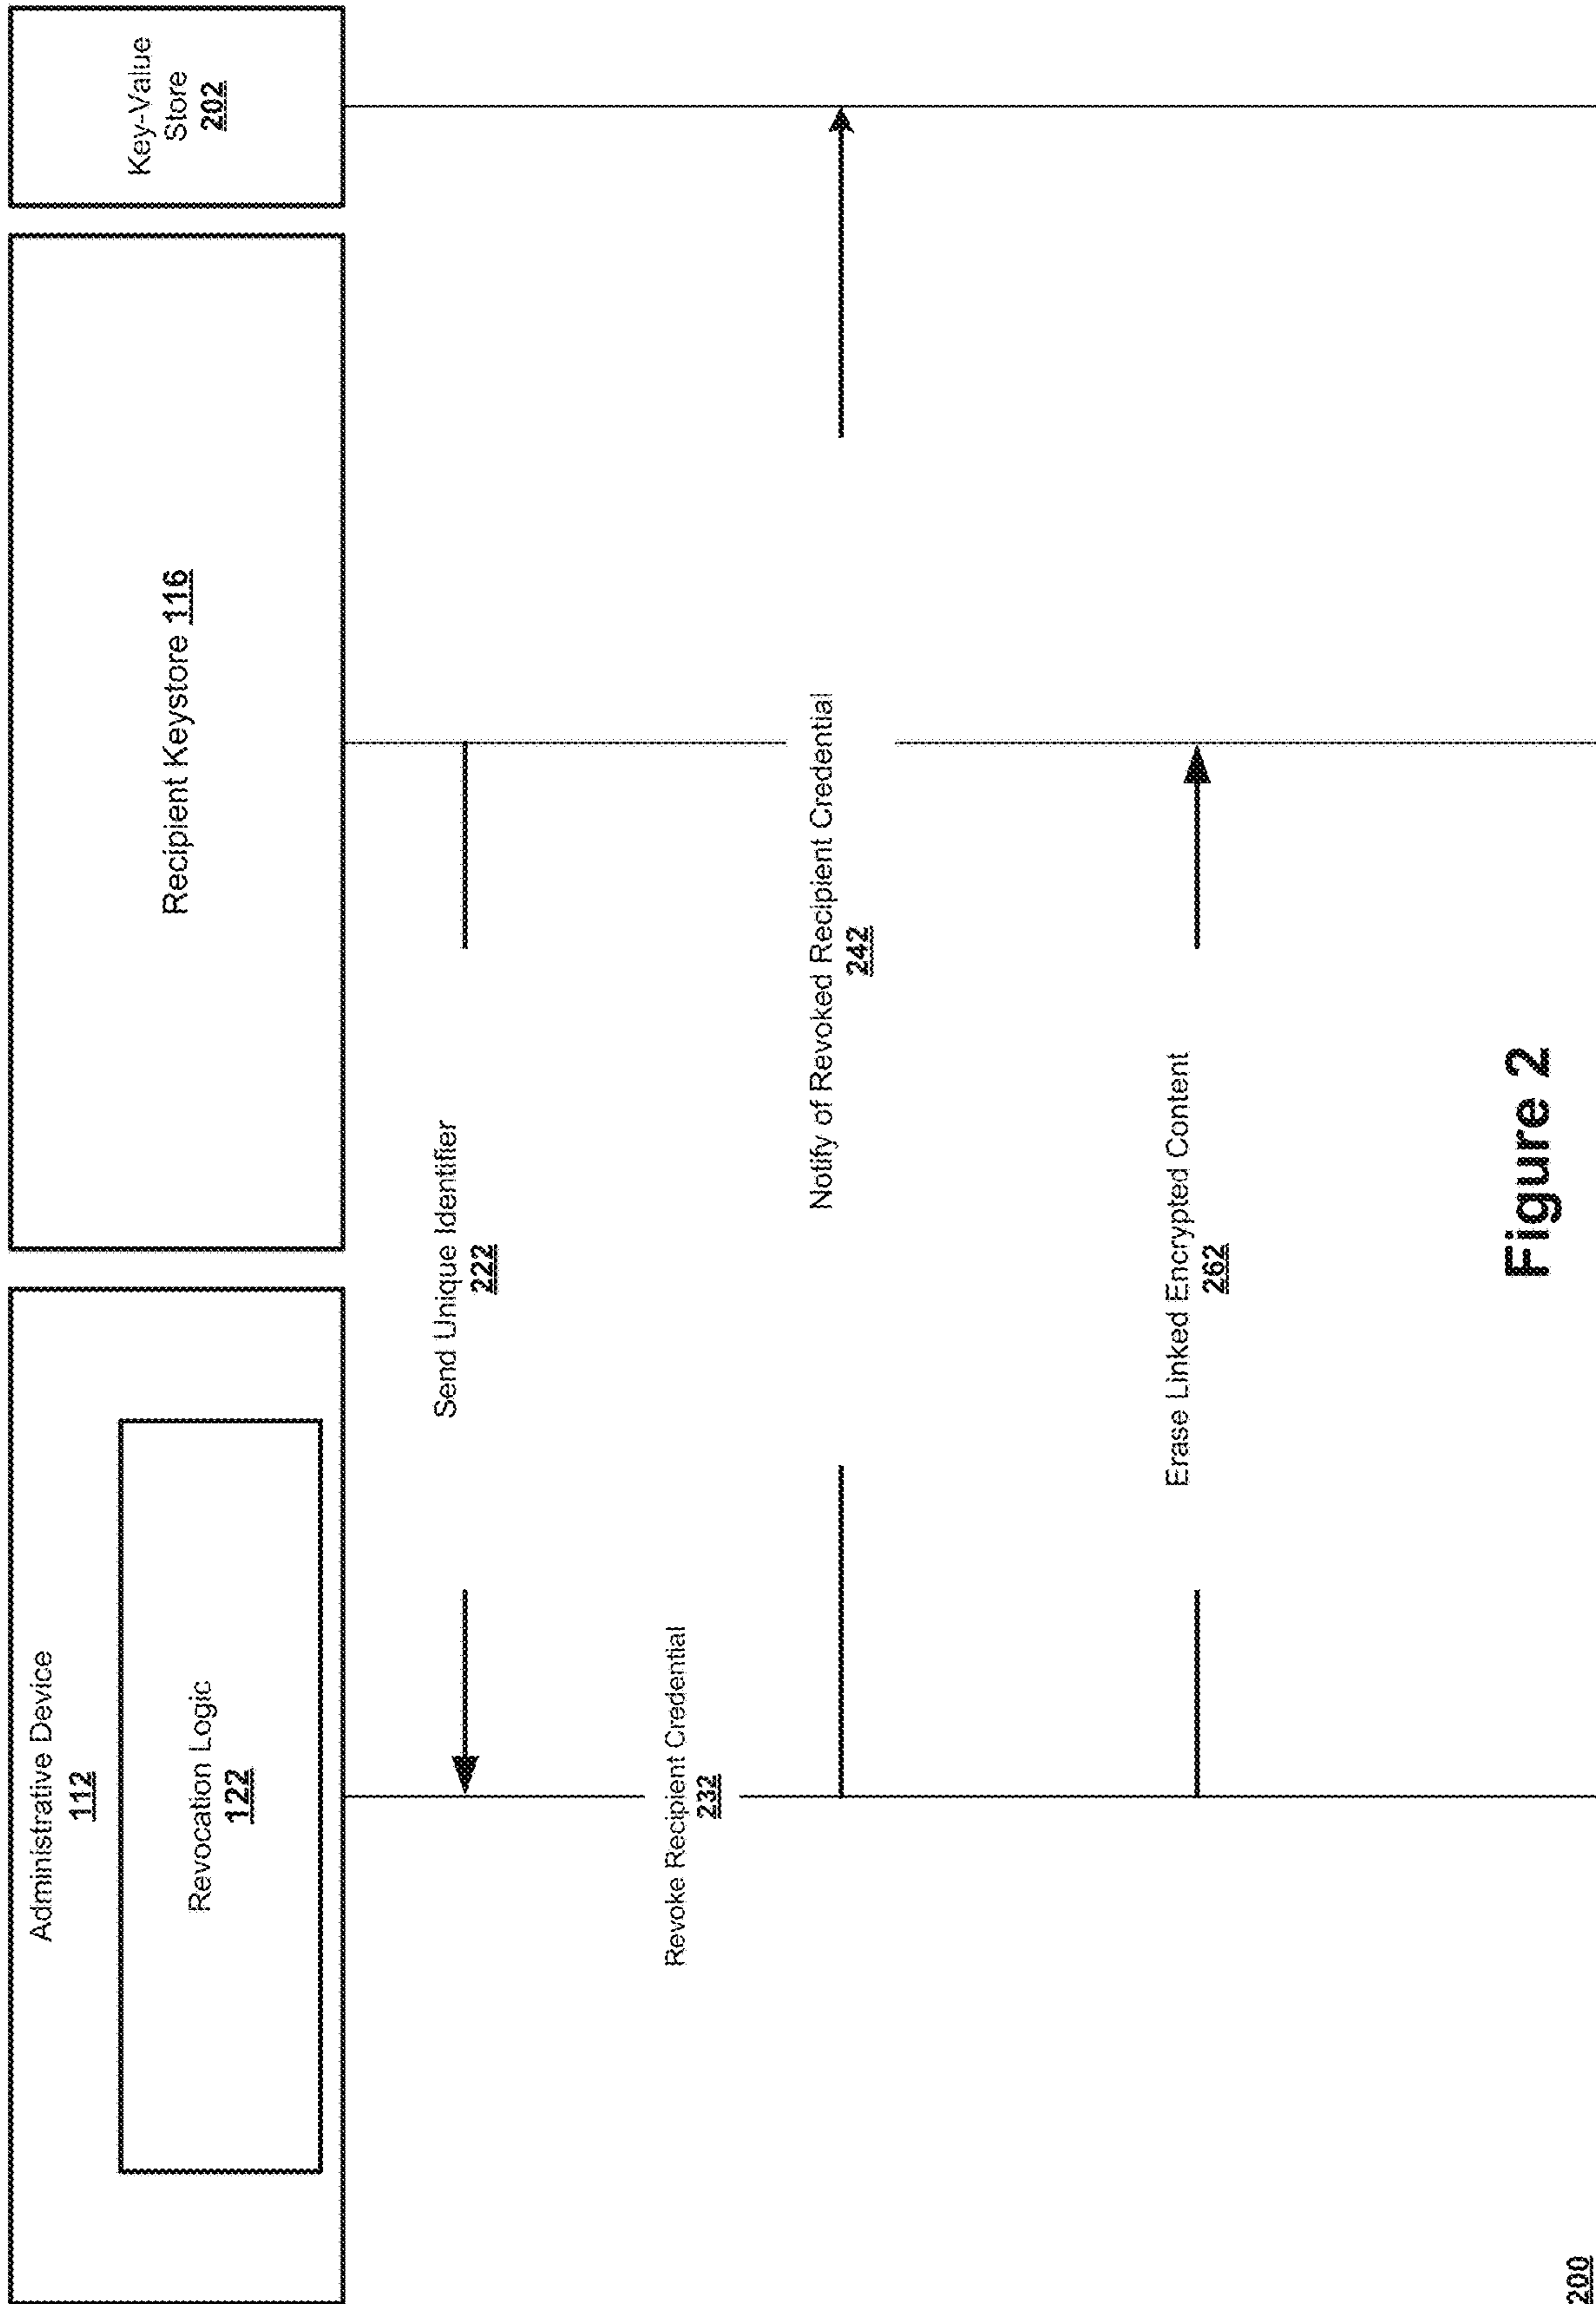 Administrative Device
112
Revocation Logic
122
Recipient Keystore 116
Key-Value
Store
202
Send Unique Identifier
222
Revoke Recipient Credential
232
Notify of Revoked Recipient Credential
242
Erase Linked Encrypted Content
262
Figure 2
200